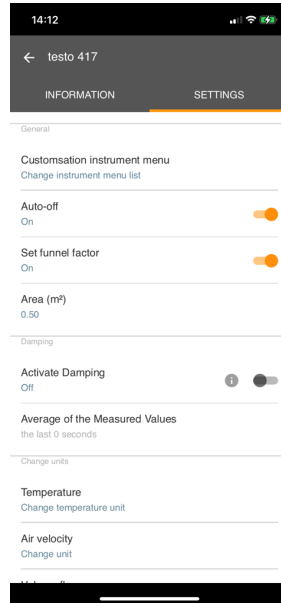 14:12
testo 417
INFORMATION SETTINGS
General
Customsation instrument menu
Change instrument menu list
Auto-off
On
Set funnel factor
On
Area (m²)
0.50
Damping
Activate Damping
Off
Average of the Measured Values
the last 0 seconds
Change units
Temperature
Change temperature unit
Air velocity
Change unit